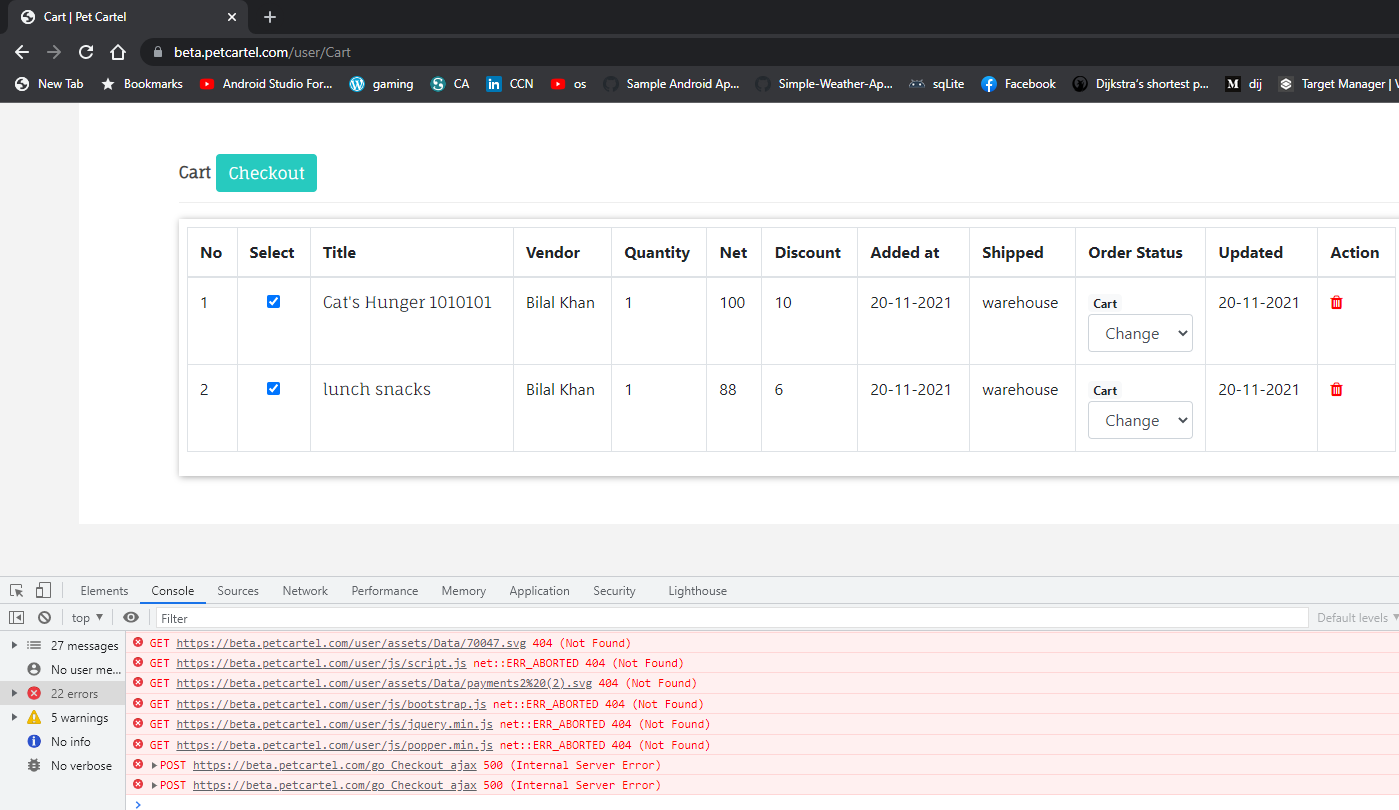 Cart | Pet Cartel
beta.petcartel.com/user/Cart
New Tab Bookmarks Android Studio For... gaming CA CCN os Sample Android Ap... Simple-Weather-Ap... sqLite Facebook Dijkstra's shortest p... dij Target Manager |
Cart Checkout
No Select Title Vendor Quantity Net Discount Added at Shipped Order Status Updated Action
1 Cat's Hunger 1010101 Bilal Khan 1 100 10 20-11-2021 warehouse Cart 20-11-2021
Change
2 lunch snacks Bilal Khan 1 88 6 20-11-2021 warehouse Cart 20-11-2021
Change
Elements Console Sources Network Performance Memory Application Security Lighthouse
top Filter Default levels
27 messages
No user me...
22 errors
5 warnings
No info
No verbose
GET https://beta.petcartel.com/user/assets/Data/70047.svg 404 (Not Found)
GET https://beta.petcartel.com/user/js/script.js net::ERR_ABORTED 404 (Not Found)
GET https://beta.petcartel.com/user/assets/Data/payments2%20(2).svg 404 (Not Found)
GET https://beta.petcartel.com/user/js/bootstrap.js net::ERR_ABORTED 404 (Not Found)
GET https://beta.petcartel.com/user/js/jquery.min.js net::ERR_ABORTED 404 (Not Found)
GET https://beta.petcartel.com/user/js/popper.min.js net::ERR_ABORTED 404 (Not Found)
POST https://beta.petcartel.com/go_Checkout_ajax 500 (Internal Server Error)
POST https://beta.petcartel.com/go_Checkout_ajax 500 (Internal Server Error)